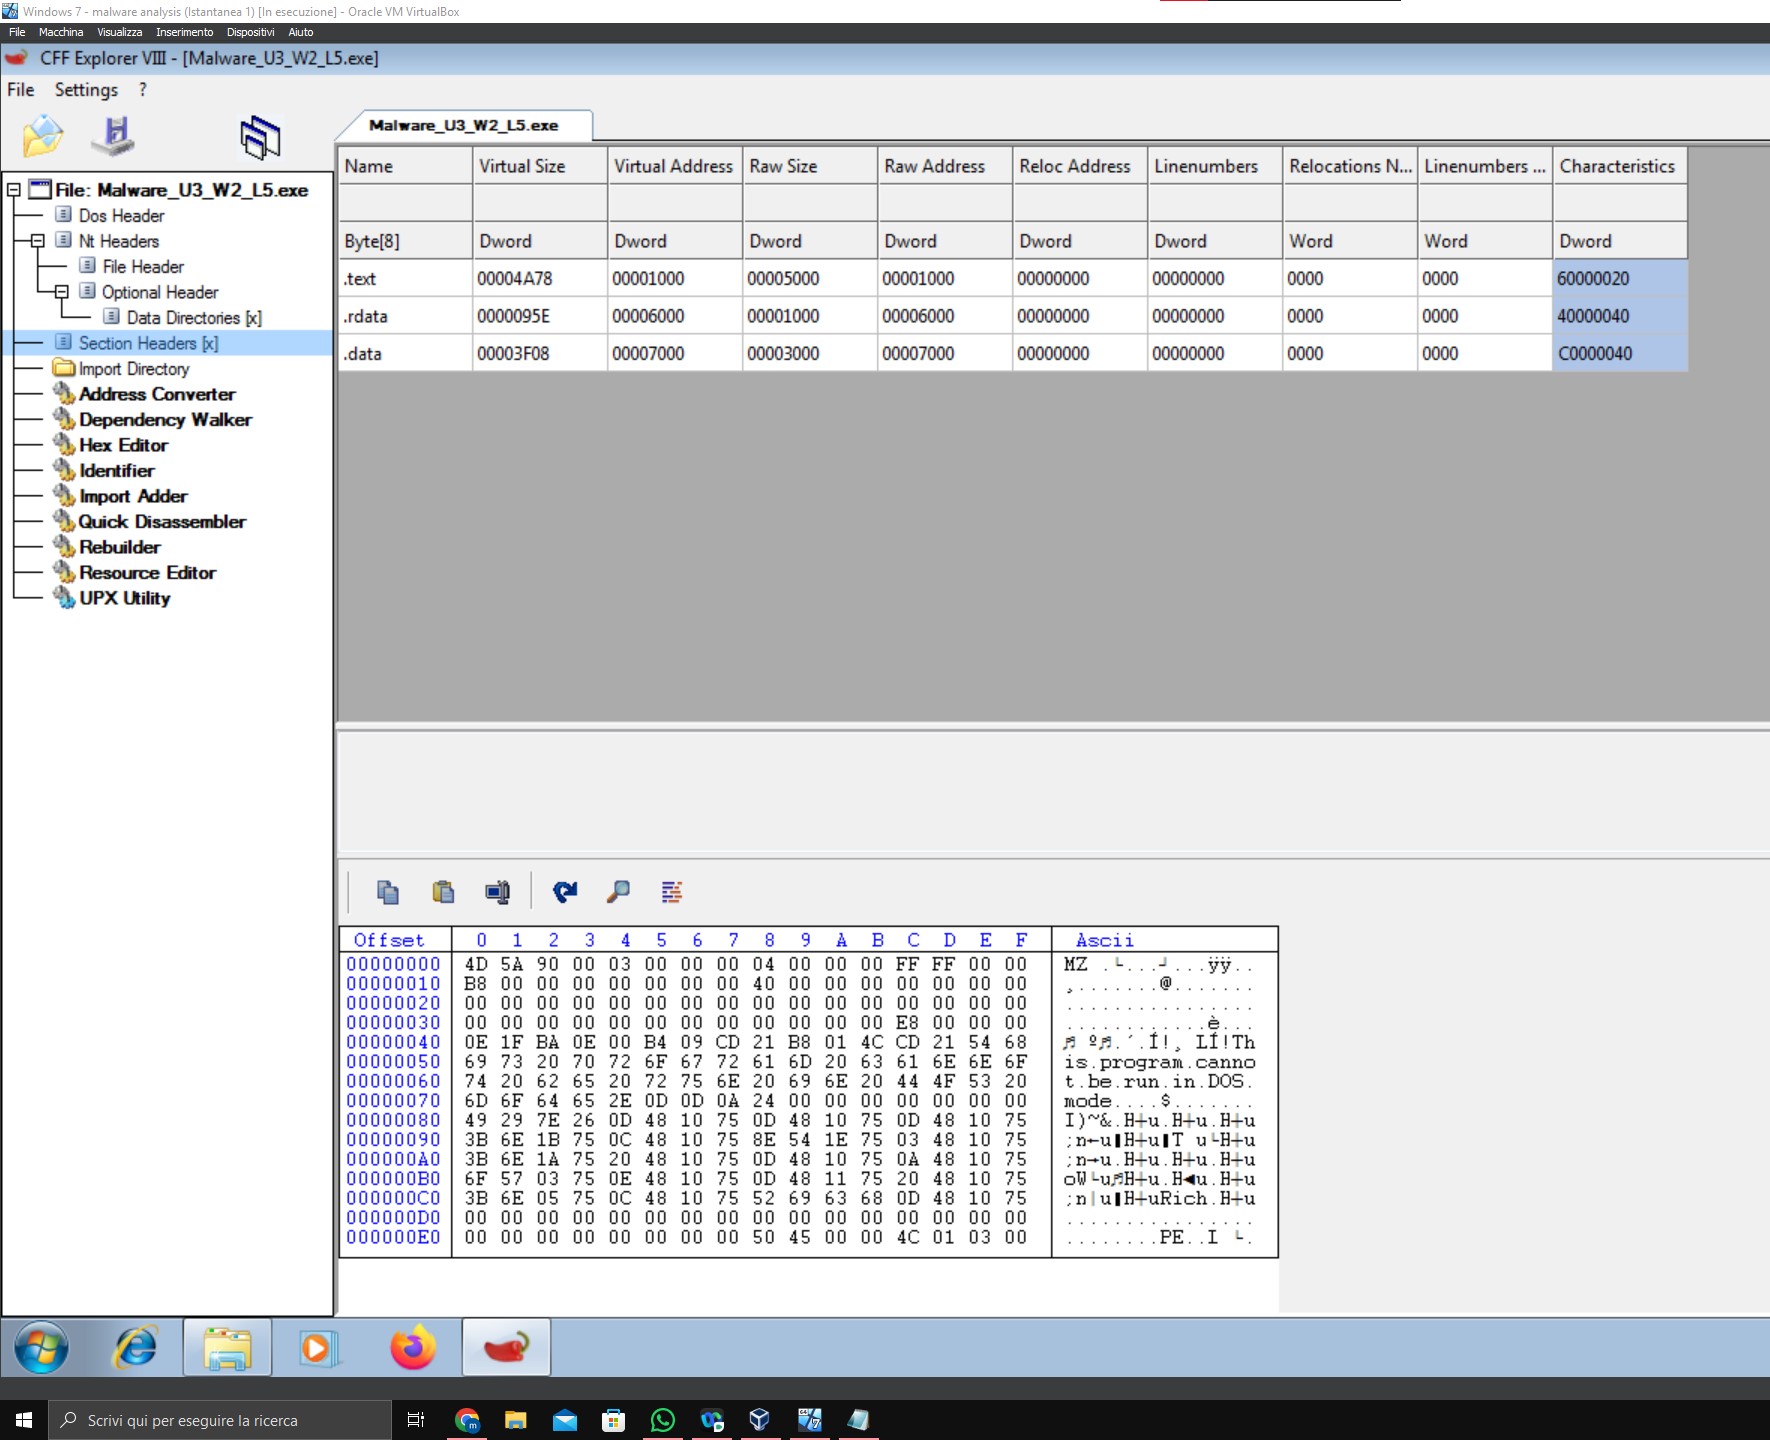 Windows 7 - malware analysis (Istantanea 1) [In esecuzione] - Oracle VM VirtualBox
File Macchina Visualizza Inserimento Dispositivi Aiuto
CFF Explorer VIII - [Malware_U3_W2_L5.exe]
File Settings ?
Malware_U3_W2_L5.exe
File: Malware_U3_W2_L5.exe
Dos Header
Nt Headers
File Header
Optional Header
Data Directories [x]
Section Headers [x]
Import Directory
Address Converter
Dependency Walker
Hex Editor
Identifier
Import Adder
Quick Disassembler
Rebuilder
Resource Editor
UPX Utility
Name Virtual Size Virtual Address Raw Size Raw Address Reloc Address Linenumbers Relocations N... Linenumbers ... Characteristics
Byte[8] Dword Dword Dword Dword Dword Dword Word Word Dword
.text 00004A78 00001000 00005000 00001000 00000000 00000000 0000 0000 60000020
.rdata 0000095E 00006000 00001000 00006000 00000000 00000000 0000 0000 40000040
.data 00003F08 00007000 00003000 00007000 00000000 00000000 0000 0000 C0000040
Offset 0 1 2 3 4 5 6 7 8 9 A B C D E F Ascii
00000000 4D 5A 90 00 03 00 00 00 04 00 00 00 FF FF 00 00 MZ.└...┘...ÿÿ..
00000010 B8 00 00 00 00 00 00 00 40 00 00 00 00 00 00 00 ¸.......@.......
00000020 00 00 00 00 00 00 00 00 00 00 00 00 00 00 00 00 ................
00000030 00 00 00 00 00 00 00 00 00 00 00 00 E8 00 00 00 ............è...
00000040 0E 1F BA 0E 00 B4 09 CD 21 B8 01 4C CD 21 54 68 ♬ º♬.´.Í!¸ LÍ!Th
00000050 69 73 20 70 72 6F 67 72 61 6D 20 63 61 6E 6E 6F is.program.canno
00000060 74 20 62 65 20 72 75 6E 20 69 6E 20 44 4F 53 20 t.be.run.in.DOS.
00000070 6D 6F 64 65 2E 0D 0D 0A 24 00 00 00 00 00 00 00 mode....$.......
00000080 49 29 7E 26 0D 48 10 75 0D 48 10 75 0D 48 10 75 I)~&.H┼u.H┼u.H┼u
00000090 3B 6E 1B 75 0C 48 10 75 8E 54 1E 75 03 48 10 75 ;n←u▮H┼u▮T u└H┼u
000000A0 3B 6E 1A 75 20 48 10 75 0D 48 10 75 0A 48 10 75 ;n→u.H┼u.H┼u.H┼u
000000B0 6F 57 03 75 0E 48 10 75 0D 48 11 75 20 48 10 75 oW└u♬H┼u.H◄u.H┼u
000000C0 3B 6E 05 75 0C 48 10 75 52 69 63 68 0D 48 10 75 ;n|u▮H┼uRich.H┼u
000000D0 00 00 00 00 00 00 00 00 00 00 00 00 00 00 00 00 ................
000000E0 00 00 00 00 00 00 00 00 50 45 00 00 4C 01 03 00 ........PE..I └.
Scrivi qui per eseguire la ricerca